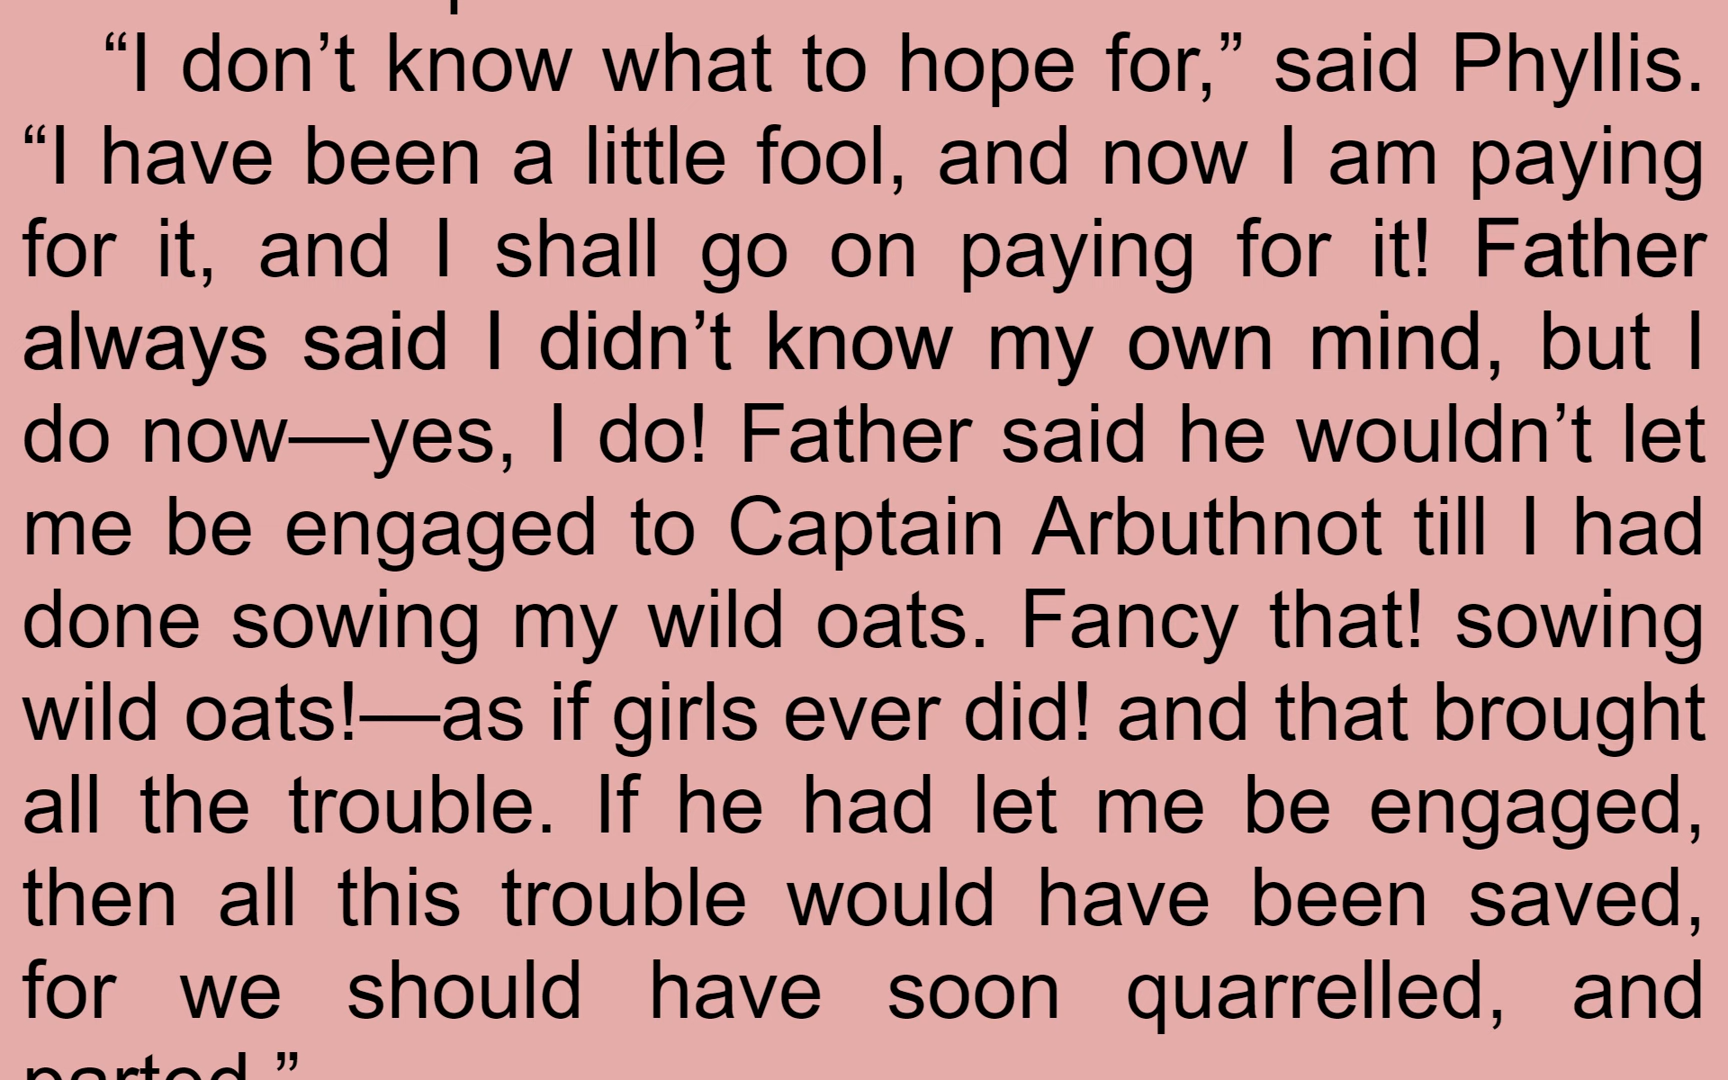 “I don’t know what to hope for,” said Phyllis.
“I have been a little fool, and now I am paying
for it, and I shall go on paying for it! Father
always said I didn’t know my own mind, but I
do now—yes, I do! Father said he wouldn’t let
me be engaged to Captain Arbuthnot till I had
done sowing my wild oats. Fancy that! sowing
wild oats!—as if girls ever did! and that brought
all the trouble. If he had let me be engaged,
then all this trouble would have been saved,
for we should have soon quarrelled, and
parted.”